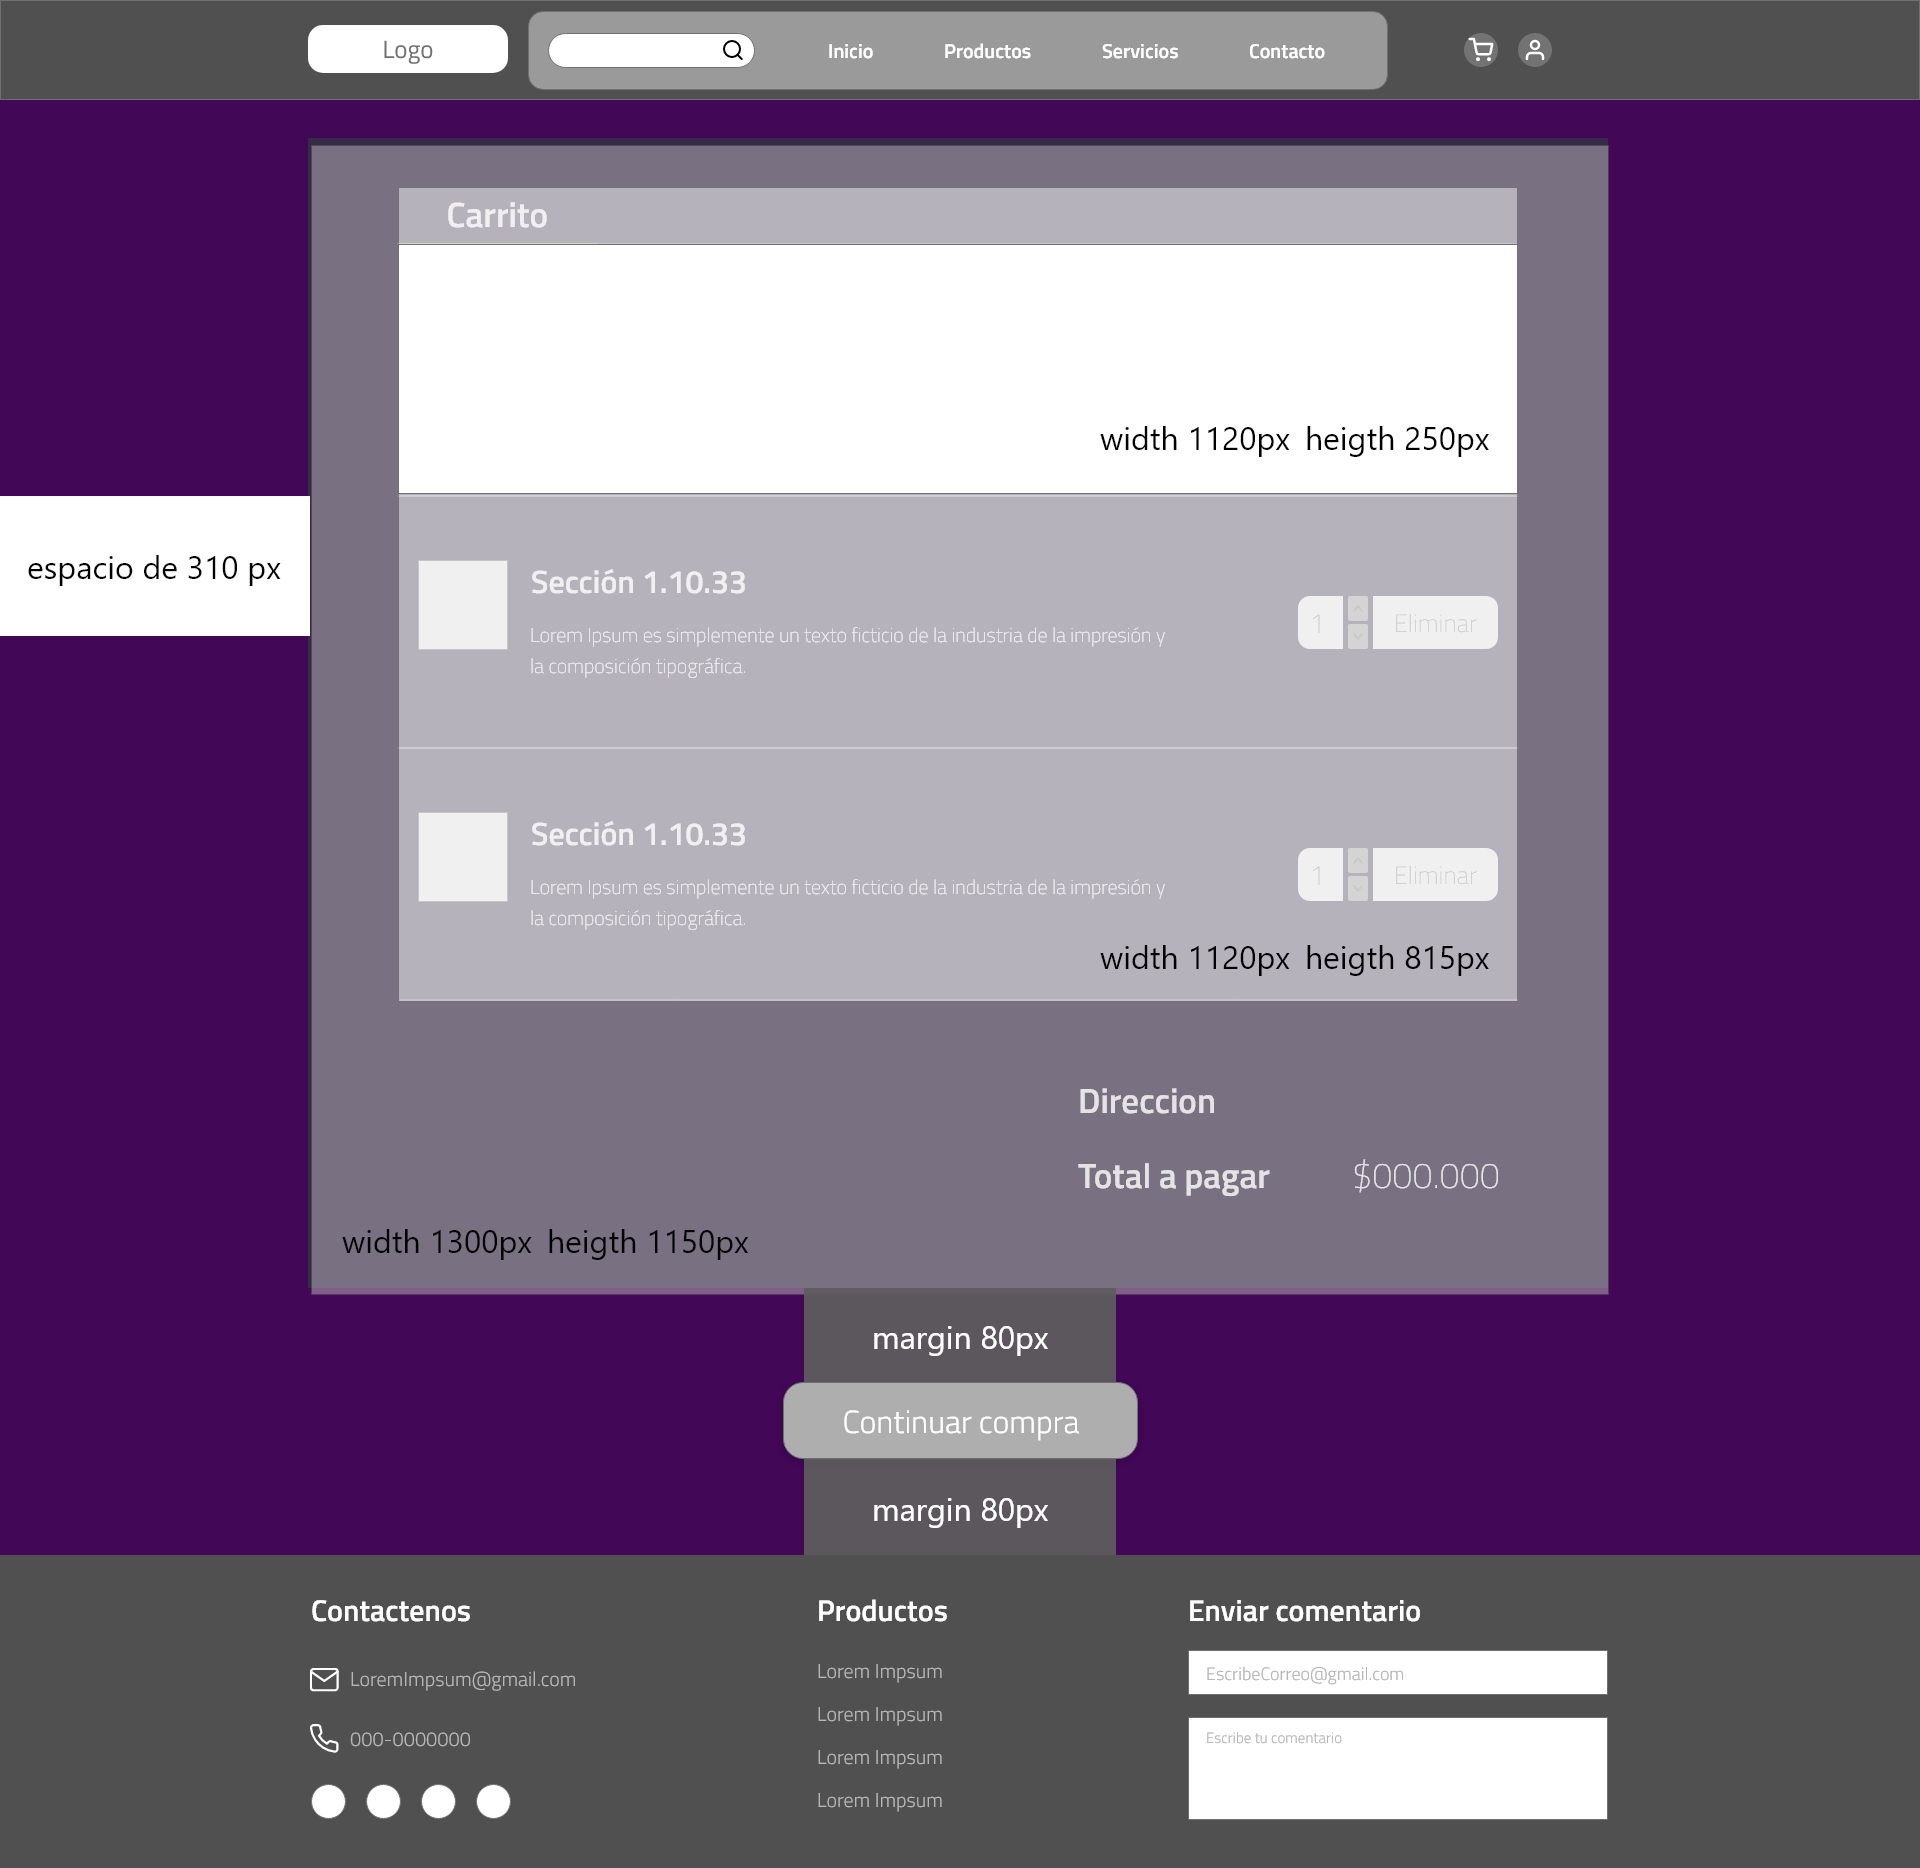 Logo
Inicio Productos Servicios Contacto
Carrito
width 1120px heigth 250px
espacio de 310 px
Sección 1.10.33
Lorem Ipsum es simplemente un texto ficticio de la industria de la impresión y
la composición tipográfica.
1 Eliminar
Sección 1.10.33
Lorem Ipsum es simplemente un texto ficticio de la industria de la impresión y
la composición tipográfica.
1 Eliminar
width 1120px heigth 815px
Direccion
Total a pagar $000.000
width 1300px heigth 1150px
margin 80px
Continuar compra
margin 80px
Contactenos
LoremImpsum@gmail.com
000-0000000
Productos
Lorem Impsum
Lorem Impsum
Lorem Impsum
Lorem Impsum
Enviar comentario
EscribeCorreo@gmail.com
Escribe tu comentario